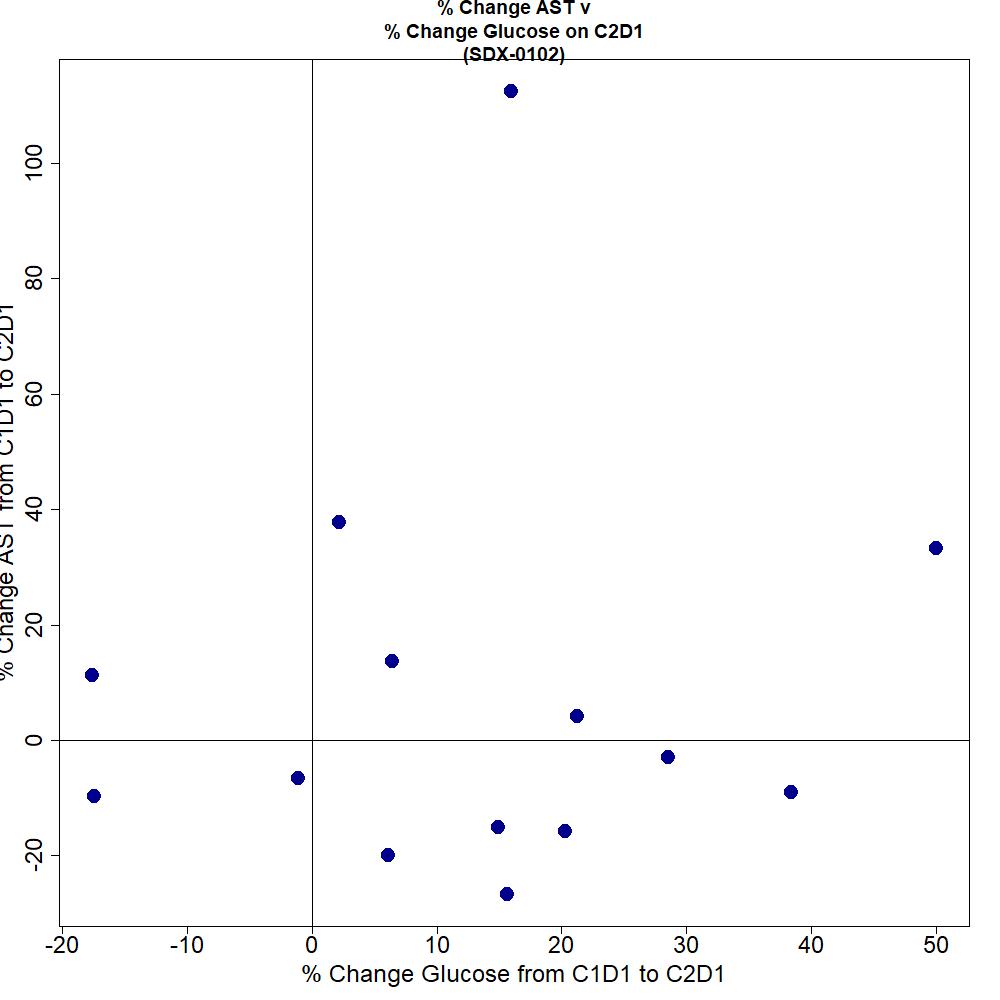 % Change AST v
% Change Glucose on C2D1
(SDX-0102)
% Change AST from C1D1 to C2D1
100
80
60
40
20
0
-20
-20 -10 0 10 20 30 40 50
% Change Glucose from C1D1 to C2D1